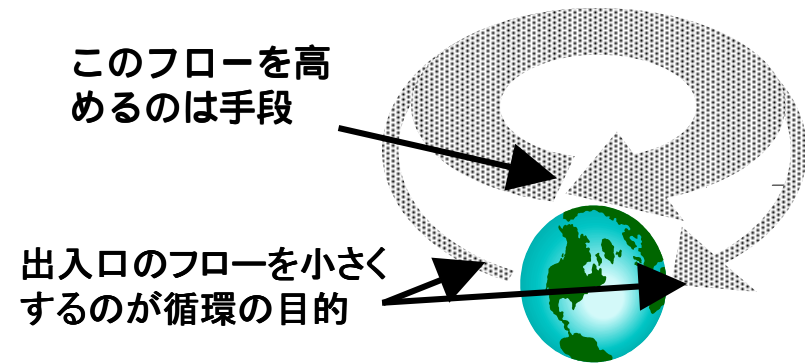 このフローを高
めるのは手段
出入口のフローを小さく
するのが循環の目的